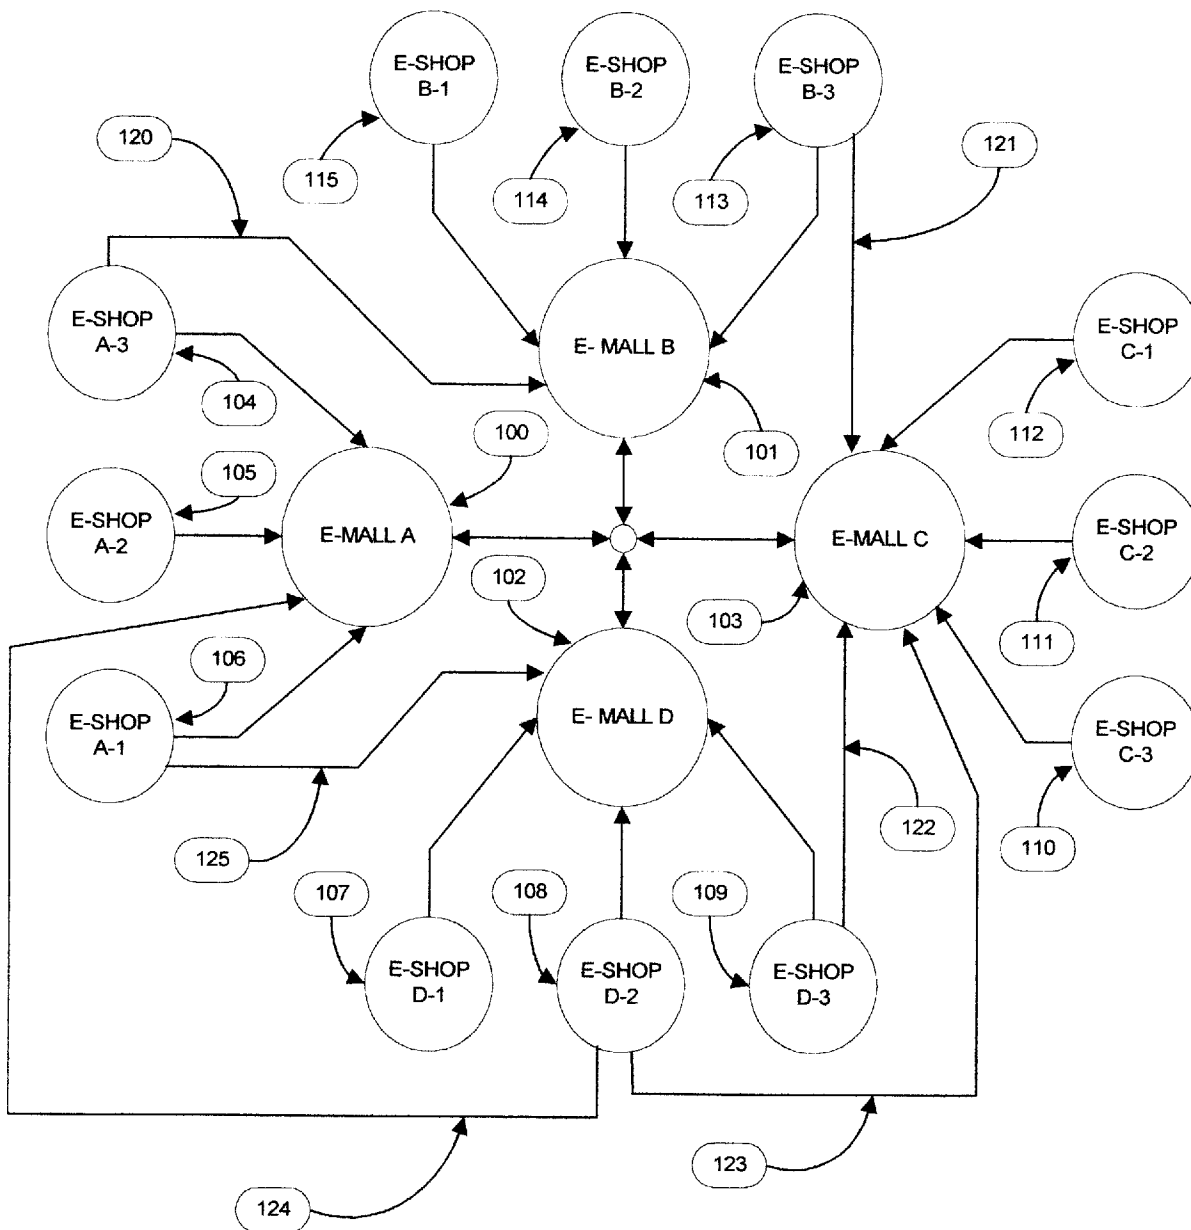 E-SHOP
B-1
E-SHOP
B-2
E-SHOP
B-3
120
115
114
113
121
E-SHOP
A-3
E- MALL B
E-SHOP
C-1
104
100
101
112
105
E-SHOP
A-2
E-MALL A
E-MALL C
E-SHOP
C-2
102
103
111
106
E-SHOP
A-1
E- MALL D
E-SHOP
C-3
125
122
110
107
108
109
E-SHOP
D-1
E-SHOP
D-2
E-SHOP
D-3
123
124